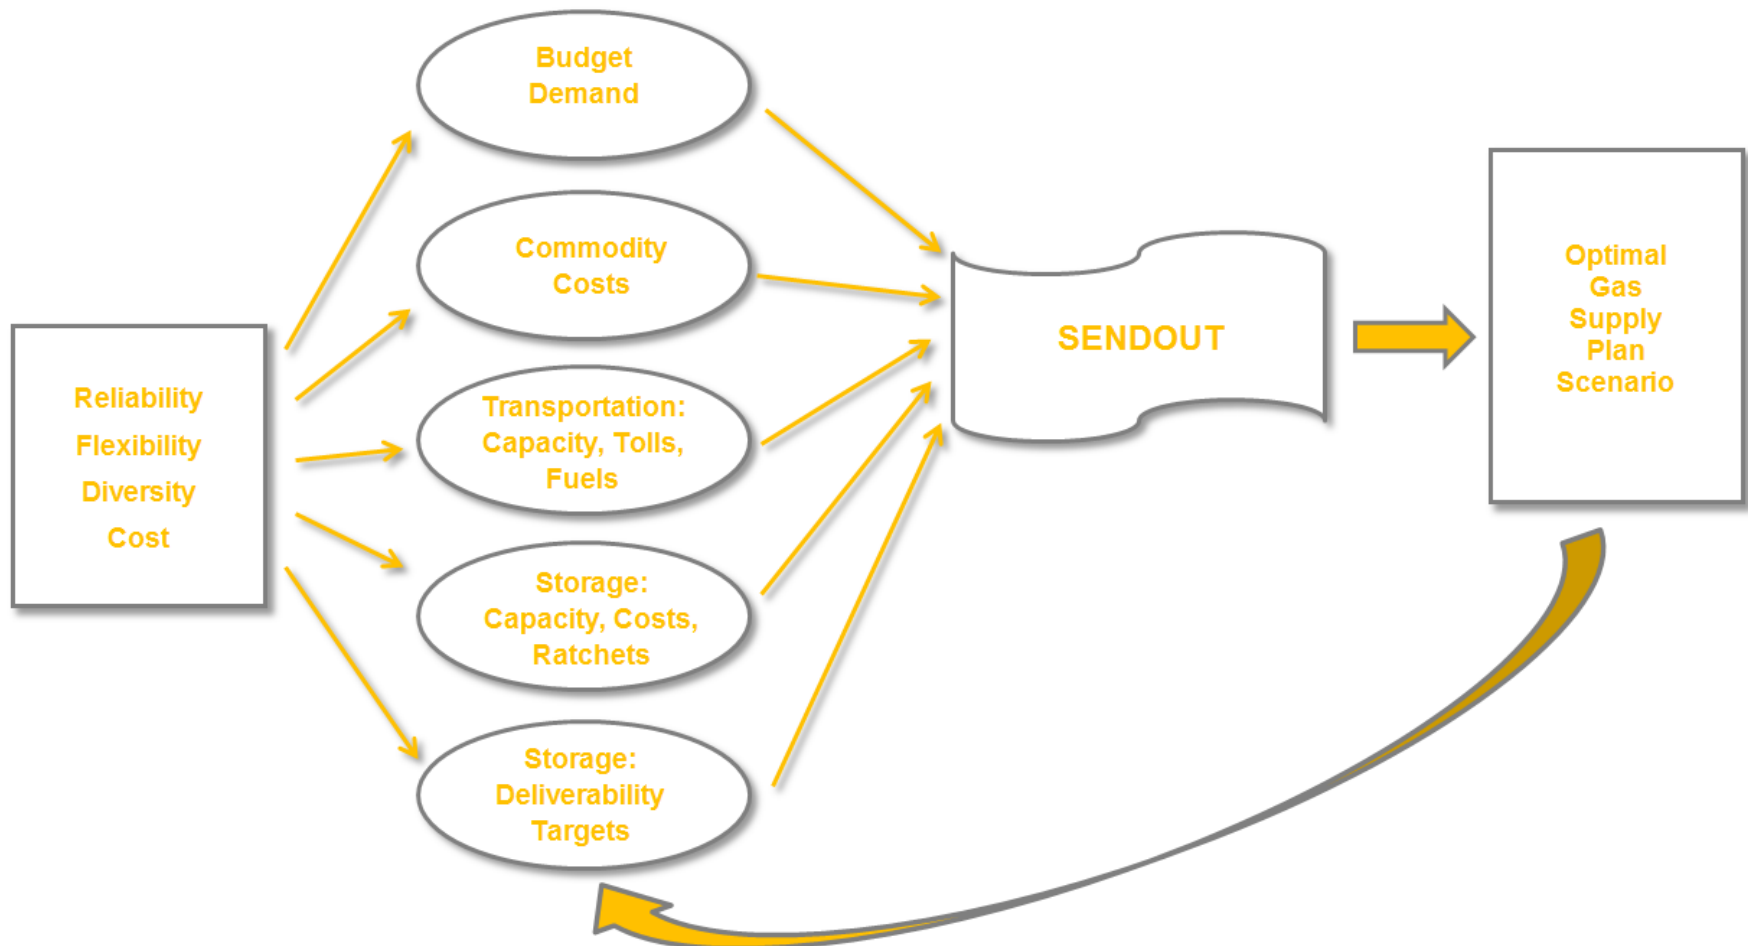 Budget
Demand
Commodity
Costs
Transportation:
Capacity, Tolls,
Fuels
Storage:
Capacity, Costs,
Ratchets
Storage:
Deliverability
Targets
Reliability
Flexibility
Diversity
Cost
SENDOUT
Optimal
Gas
Supply
Plan
Scenario